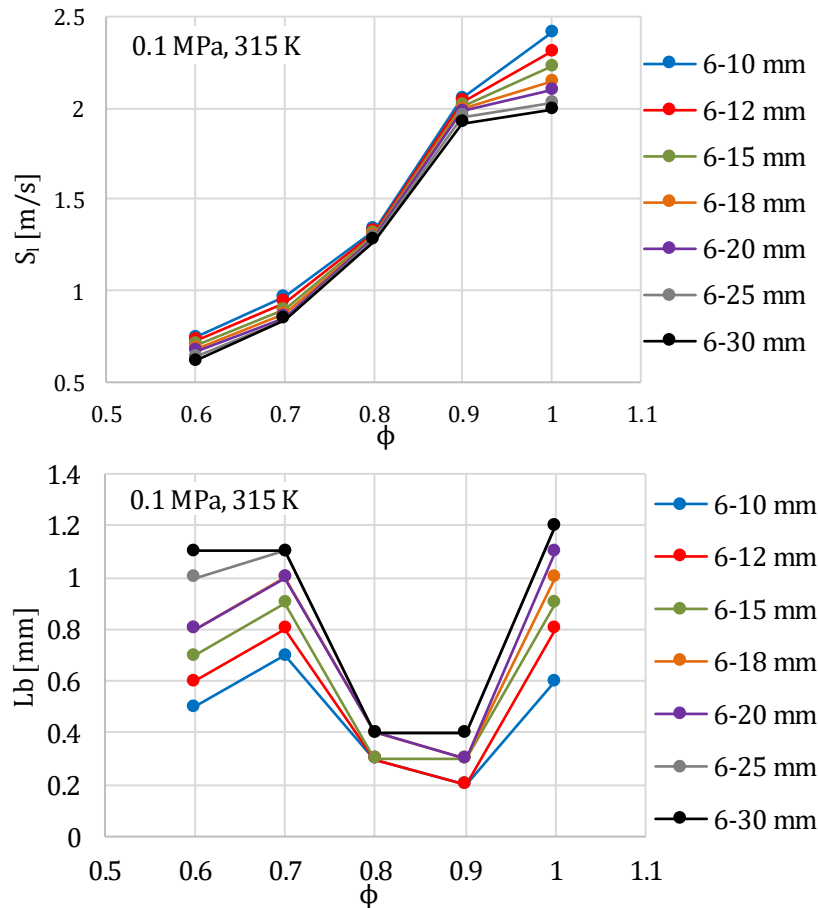 2.5
0.1 MPa, 315 K
2
1.5
1
0.5
S_l [m/s]
0.5 0.6 0.7 0.8 0.9 1 1.1
ϕ
6-10 mm
6-12 mm
6-15 mm
6-18 mm
6-20 mm
6-25 mm
6-30 mm
1.4
0.1 MPa, 315 K
1.2
1
0.8
0.6
0.4
0.2
0
Lb [mm]
0.5 0.6 0.7 0.8 0.9 1 1.1
ϕ
6-10 mm
6-12 mm
6-15 mm
6-18 mm
6-20 mm
6-25 mm
6-30 mm